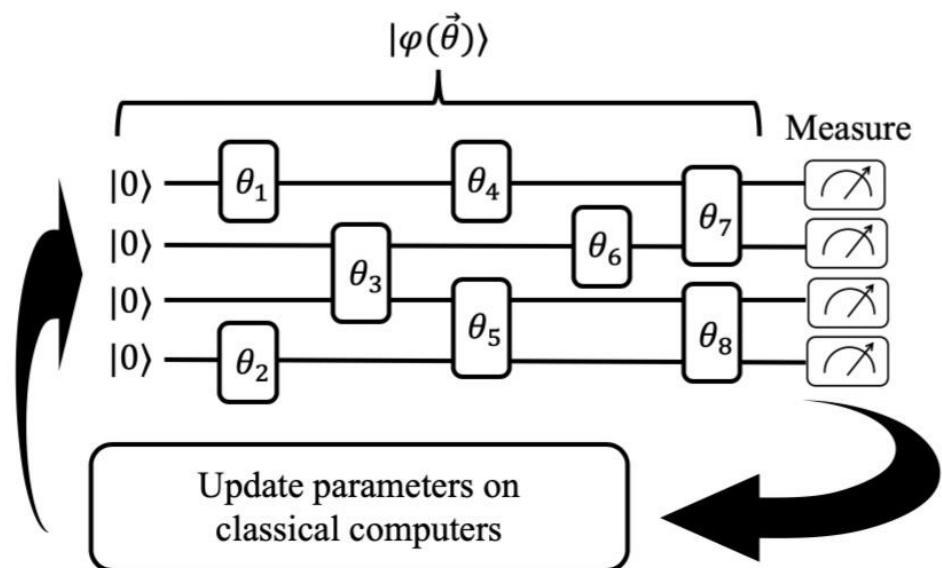 |φ(θ⃗)⟩
Measure
|0⟩ θ₁ θ₄ θ₇
|0⟩ θ₃ θ₆
|0⟩ θ₅ θ₈
|0⟩ θ₂
Update parameters on
classical computers